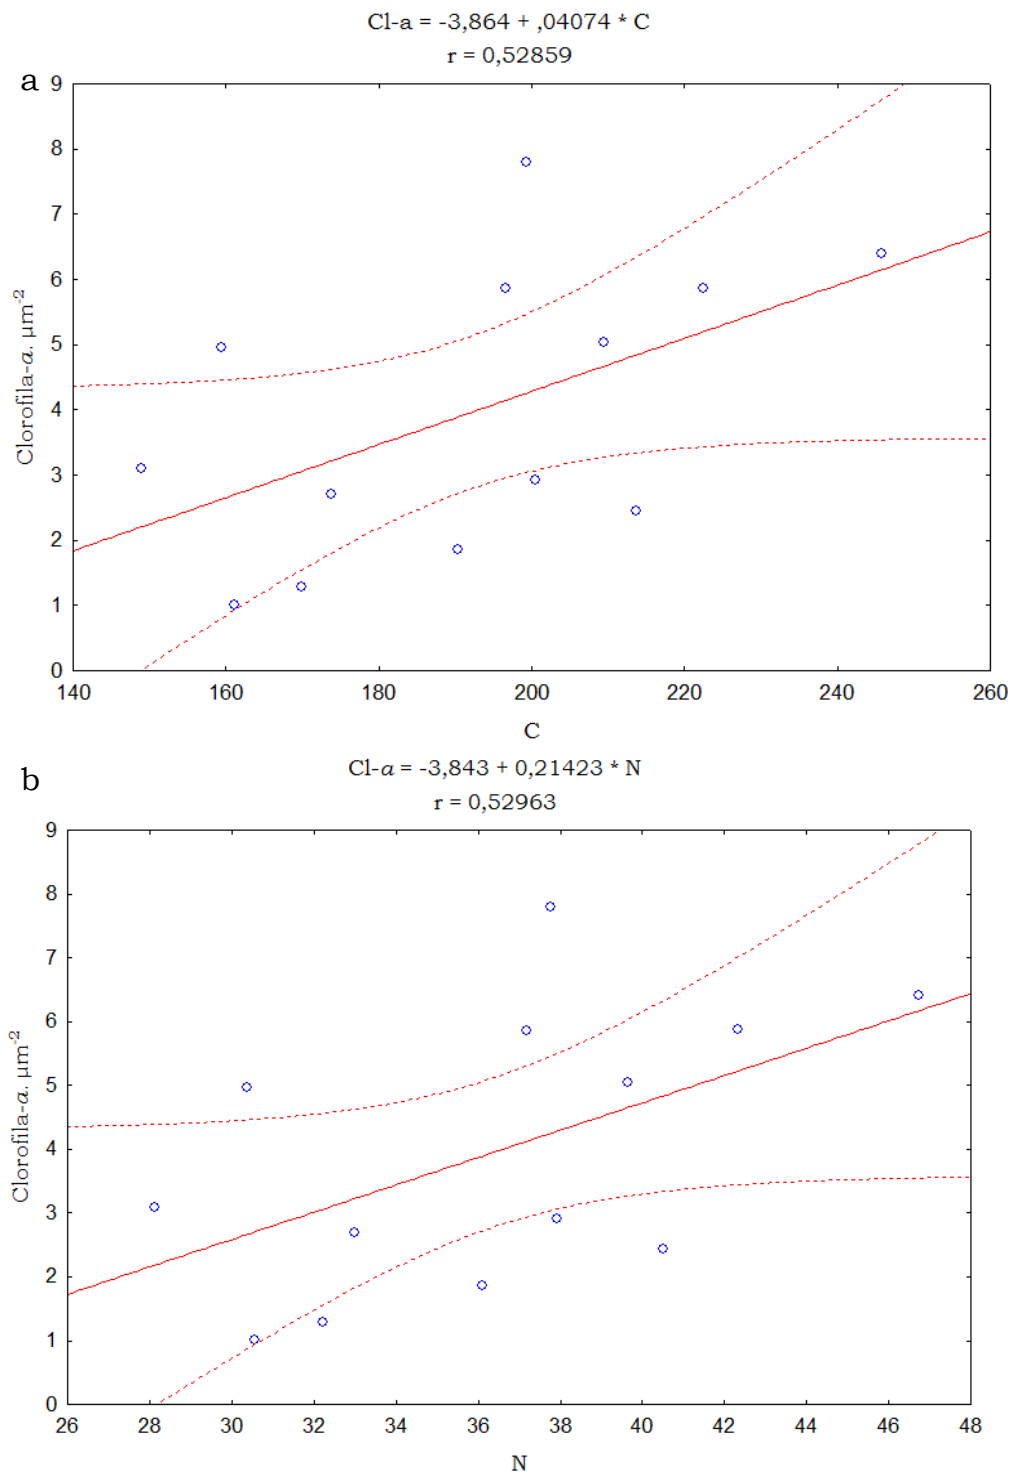 Cl-a = -3,864 + ,04074 * C
r = 0,52859
a
9
8
7
6
5
4
3
2
1
0
Clorofila-a. μm-2
140 160 180 200 220 240 260
C
Cl-a = -3,843 + 0,21423 * N
r = 0,52963
b
9
8
7
6
5
4
3
2
1
0
Clorofila-a. μm-2
26 28 30 32 34 36 38 40 42 44 46 48
N